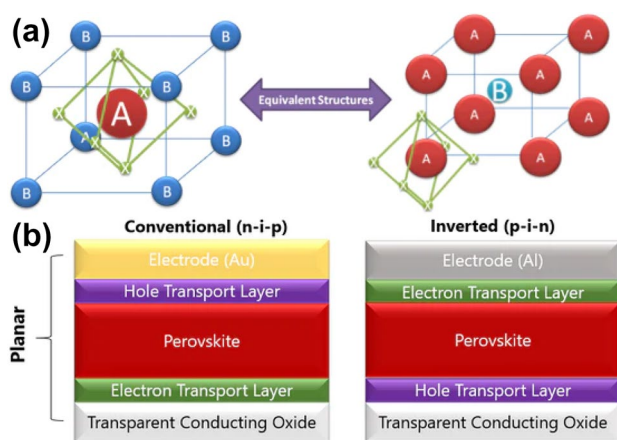 (a)
B
B
X
B
B
X
X
X
A
A
B
X
X
B
B
Equivalent Structures
A
A
A
A
B
A
A
X
X
A
X
A
X
X
(b)
Conventional (n-i-p)
Inverted (p-i-n)
Planar
Electrode (Au)
Hole Transport Layer
Perovskite
Electron Transport Layer
Transparent Conducting Oxide
Electrode (Al)
Electron Transport Layer
Perovskite
Hole Transport Layer
Transparent Conducting Oxide